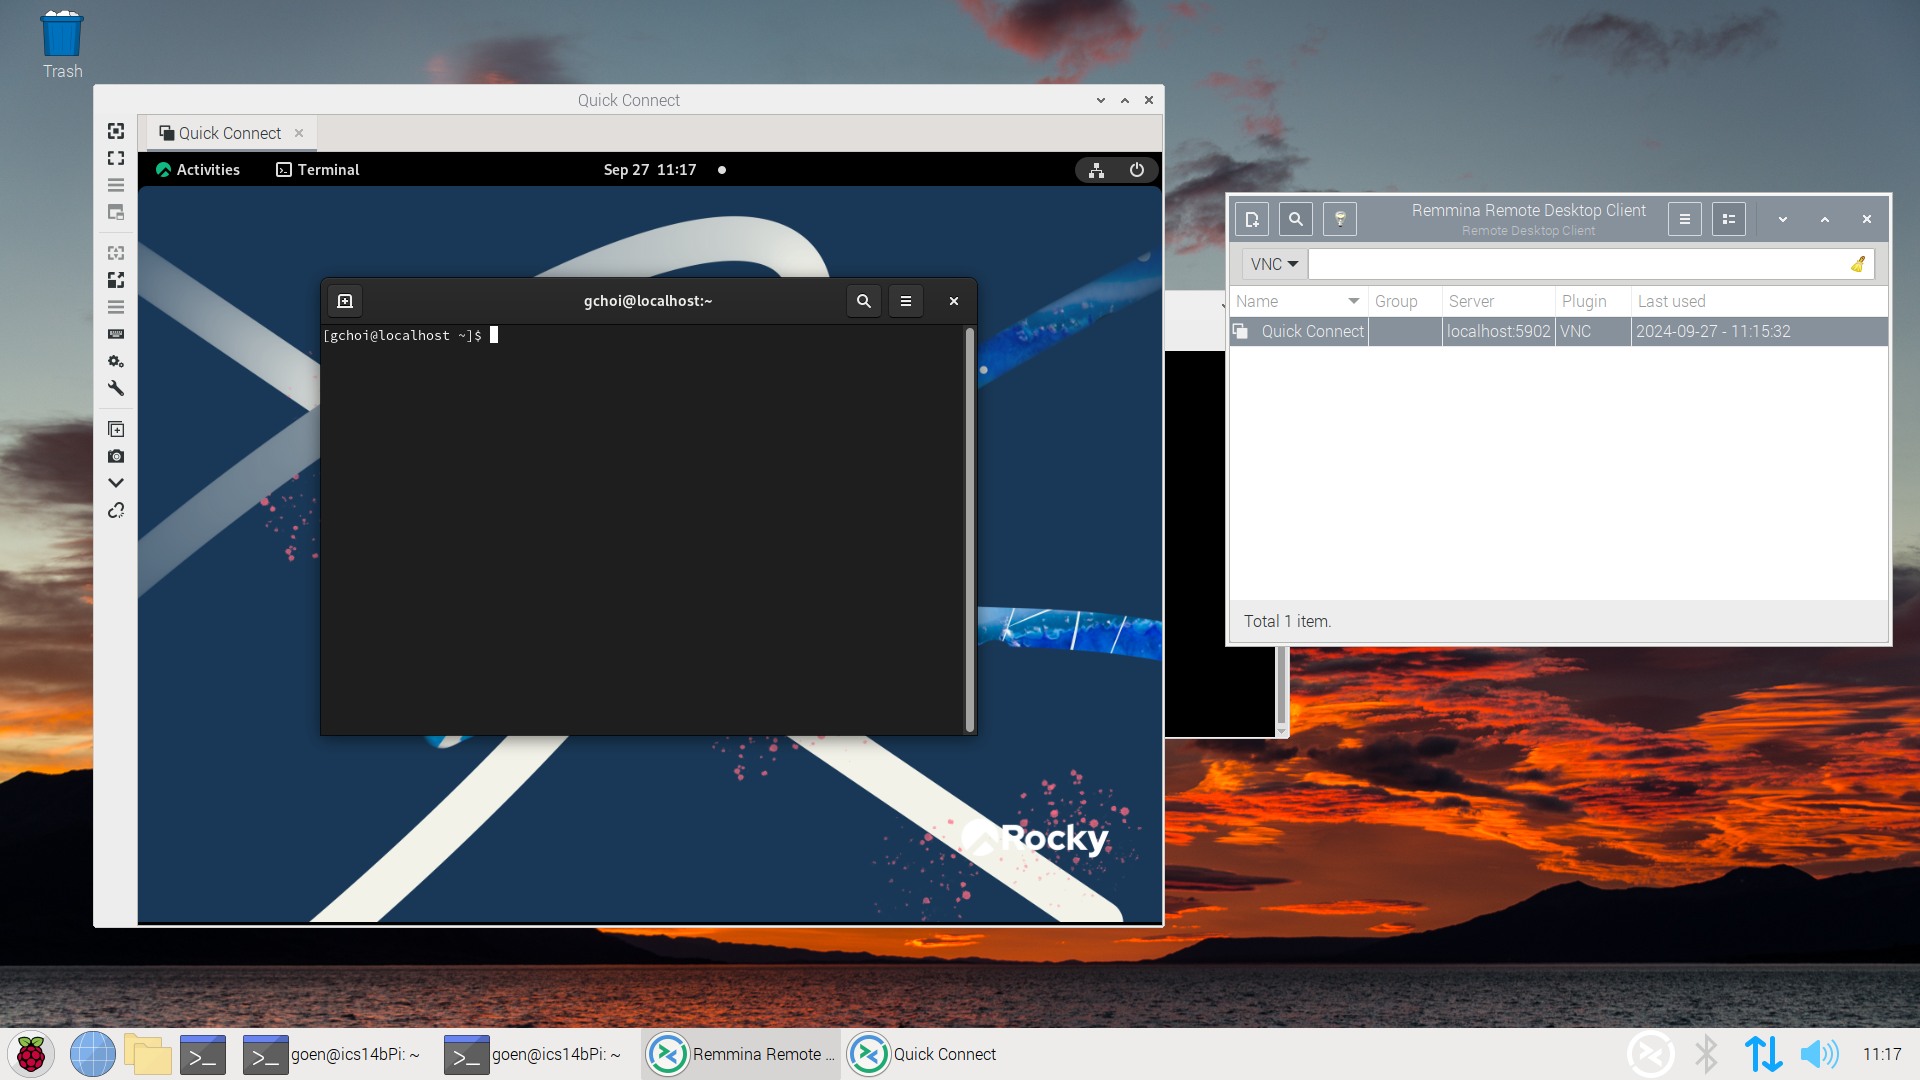 Trash
Quick Connect
Quick Connect
Activities
Terminal
Sep 27 11:17
gchoi@localhost:~
[gchoi@localhost ~]$
Rocky
Remmina Remote Desktop Client
Remote Desktop Client
VNC
Name Group Server Plugin Last used
Quick Connect localhost:5902 VNC 2024-09-27 - 11:15:32
Total 1 item.
goen@ics14bPi: ~
goen@ics14bPi: ~
Remmina Remote ...
Quick Connect
11:17